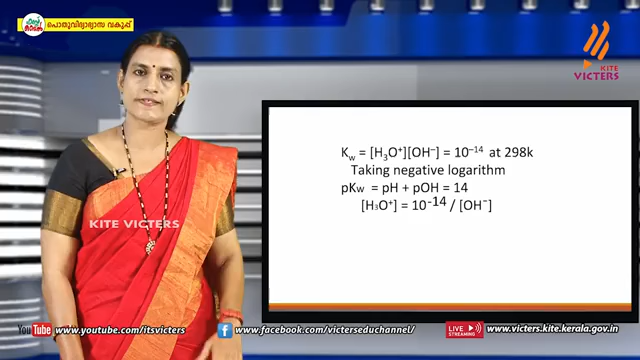 പൊതുവിദ്യാഭ്യാസ വകുപ്പ്
KITE
VICTERS
Kw = [H₃O⁺][OH⁻] = 10⁻¹⁴ at 298k
Taking negative logarithm
pKw = pH + pOH = 14
[H₃O⁺] = 10⁻¹⁴ / [OH⁻]
KITE VICTERS
YouTube www.youtube.com/itsvicters
f www.facebook.com/victerseduchannel/
LIVE STREAMING www.victers.kite.kerala.gov.in